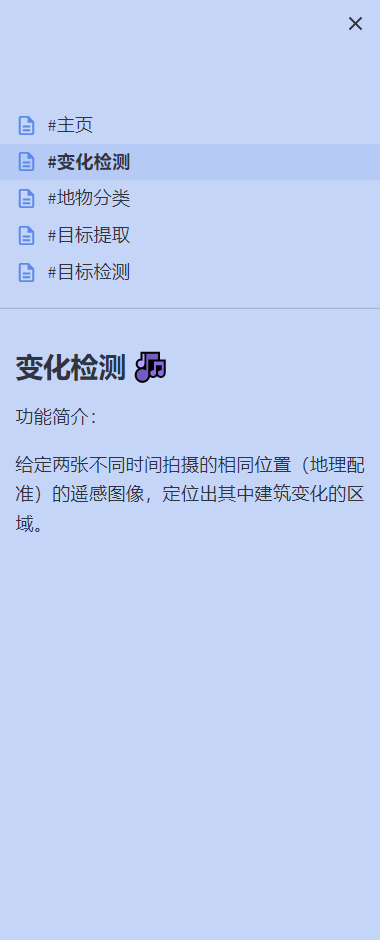 #主页
#变化检测
#地物分类
#目标提取
#目标检测
变化检测
功能简介：
给定两张不同时间拍摄的相同位置（地理配
准）的遥感图像，定位出其中建筑变化的区
域。